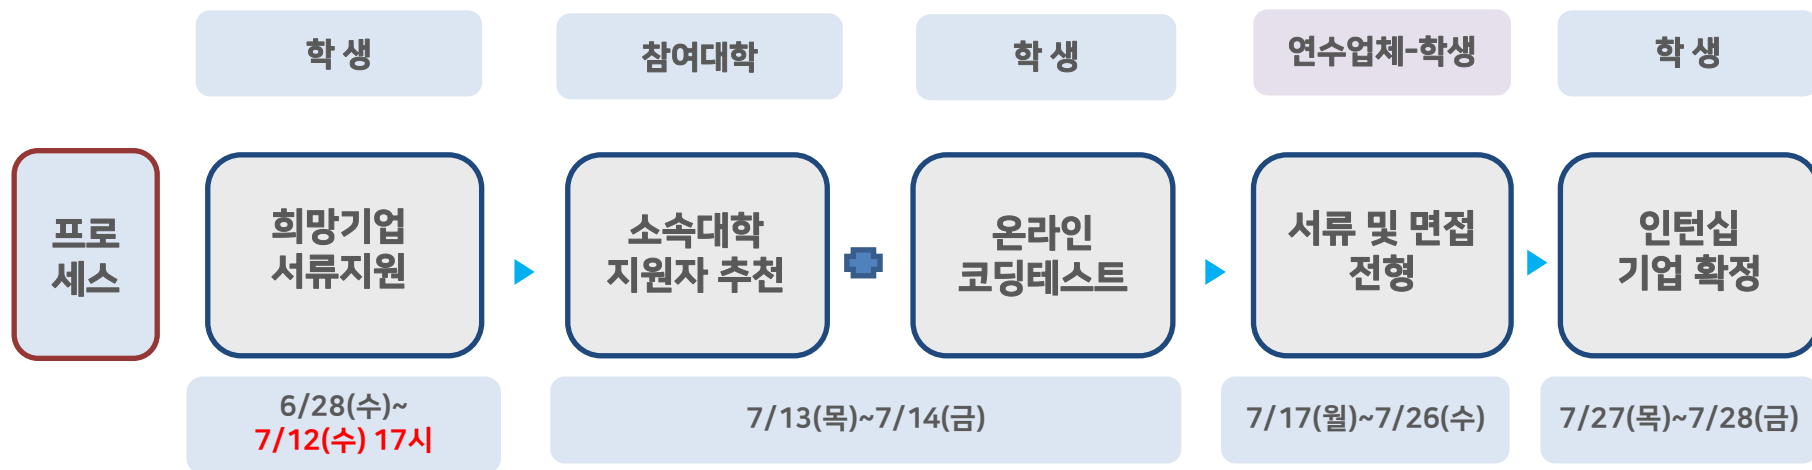 학 생
참여대학
학 생
연수업체-학생
학 생
프로
세스
희망기업
서류지원
소속대학
지원자 추천
온라인
코딩테스트
서류 및 면접
전형
인턴십
기업 확정
6/28(수)~
7/12(수) 17시
7/13(목)~7/14(금)
7/17(월)~7/26(수)
7/27(목)~7/28(금)